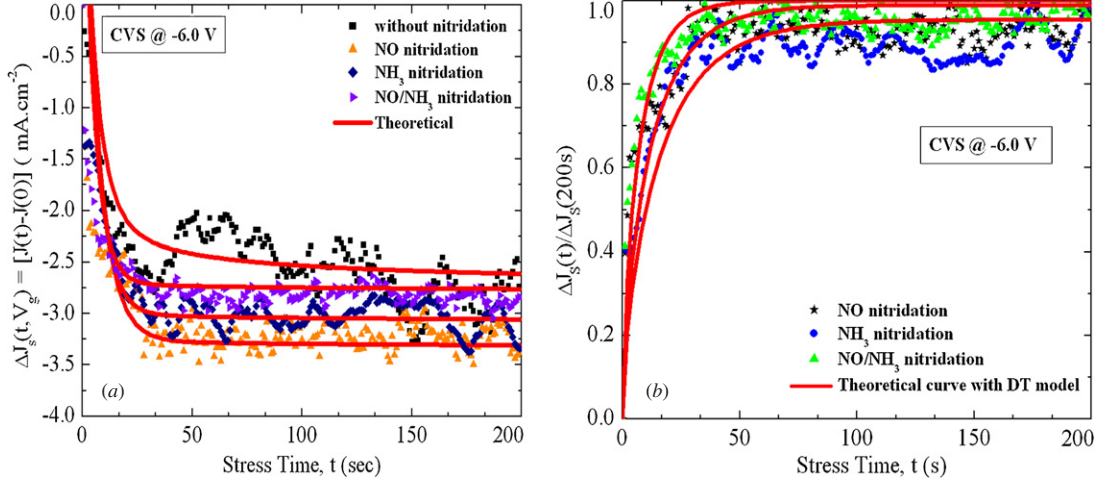 0.0
-0.5
-1.0
-1.5
-2.0
-2.5
-3.0
-3.5
-4.0
ΔJs(t,Vg) = [J(t)-J(0)] ( mA.cm-2)
CVS @ -6.0 V
without nitridation
NO nitridation
NH3 nitridation
NO/NH3 nitridation
Theoretical
(a)
0 50 100 150 200
Stress Time, t (sec)
1.0
0.8
0.6
0.4
0.2
0.0
ΔJs(t)/ΔJs(200s)
CVS @ -6.0 V
NO nitridation
NH3 nitridation
NO/NH3 nitridation
Theoretical curve with DT model
(b)
0 50 100 150 200
Stress Time, t (s)